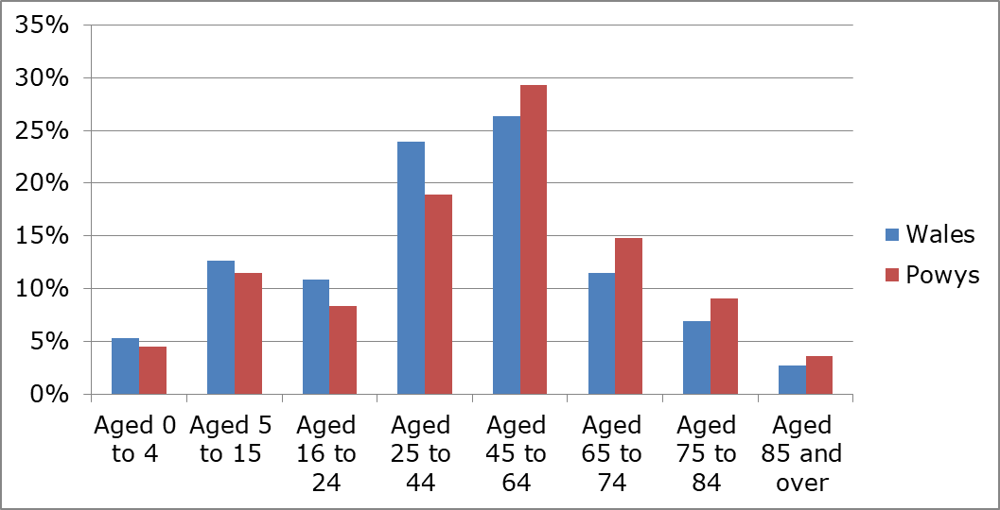 35%
30%
25%
20%
15%
10%
5%
0%
Aged 0
to 4
Aged 5
to 15
Aged
16 to
24
Aged
25 to
44
Aged
45 to
64
Aged
65 to
74
Aged
75 to
84
Aged
85 and
over
Wales
Powys